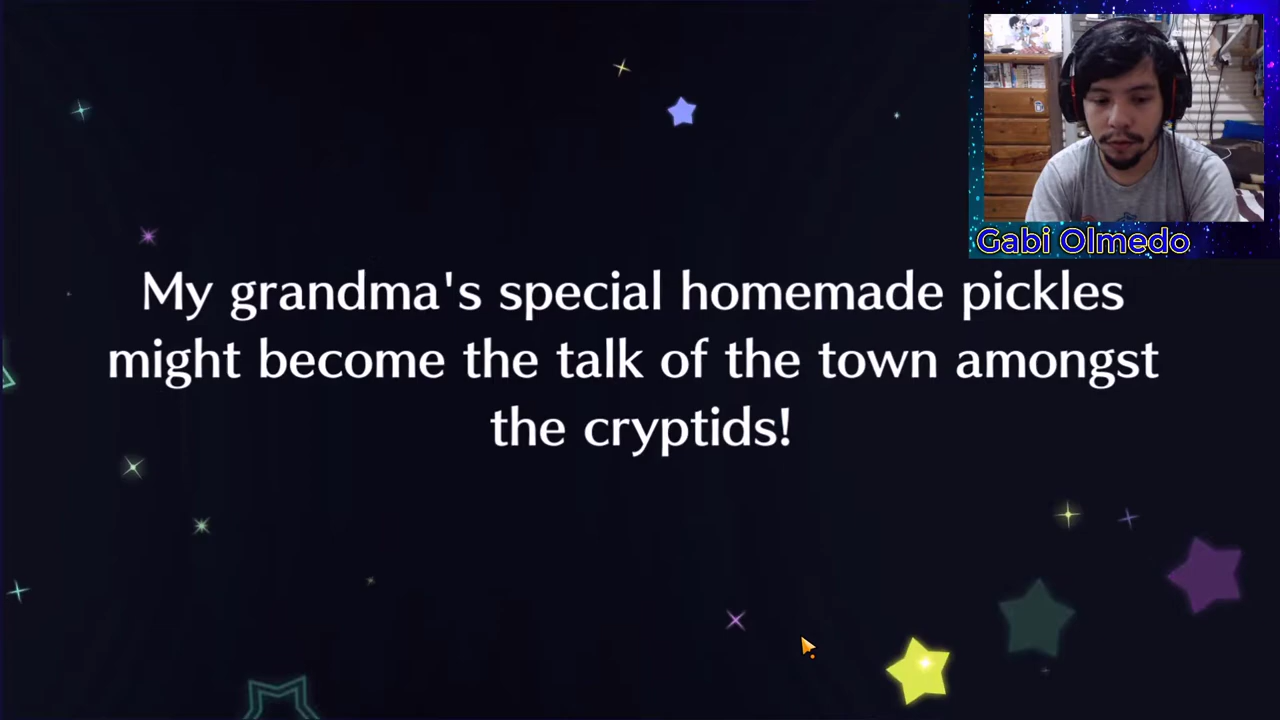 Gabi Olmedo
My grandma's special homemade pickles
might become the talk of the town amongst
the cryptids!